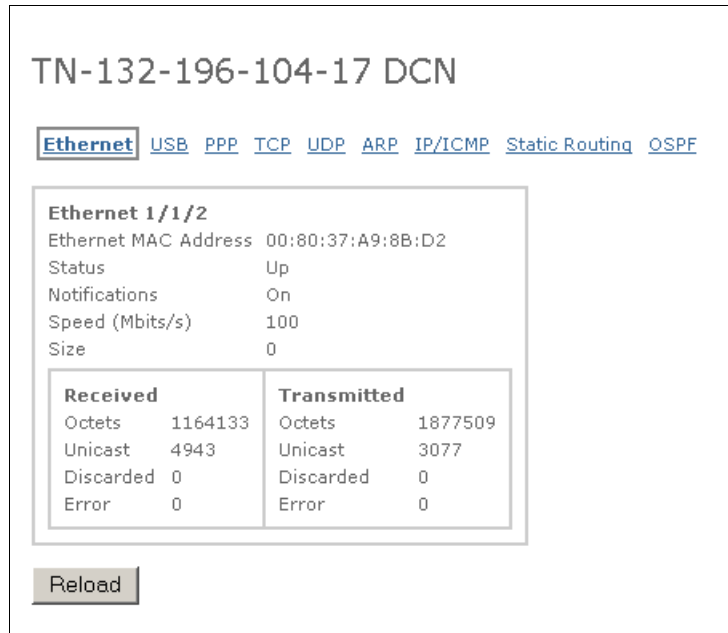 TN-132-196-104-17 DCN
Ethernet USB PPP TCP UDP ARP IP/ICMP Static Routing OSPF
Ethernet 1/1/2
Ethernet MAC Address 00:80:37:A9:8B:D2
Status Up
Notifications On
Speed (Mbits/s) 100
Size 0
Received Transmitted
Octets 1164133 Octets 1877509
Unicast 4943 Unicast 3077
Discarded 0 Discarded 0
Error 0 Error 0
Reload